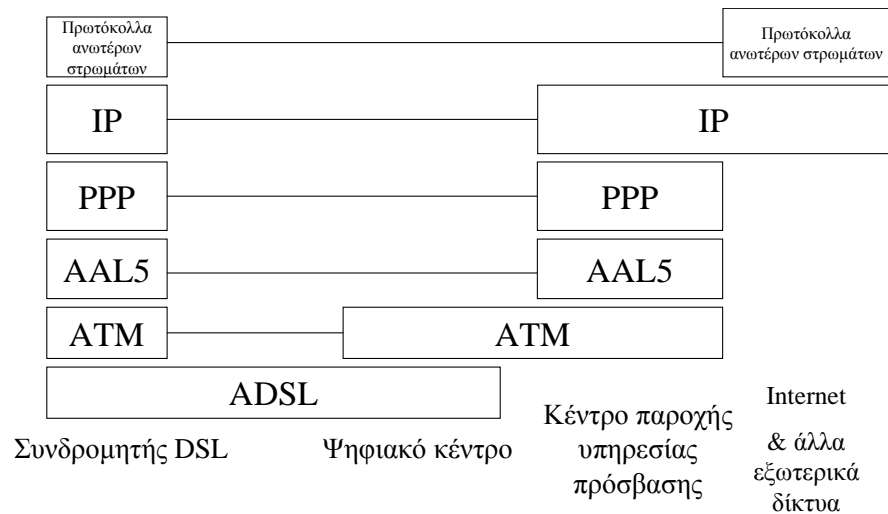 Πρωτόκολλα
ανωτέρων
στρωμάτων
Πρωτόκολλα
ανωτέρων στρωμάτων
IP
IP
PPP
PPP
AAL5
AAL5
ATM
ATM
ADSL
Συνδρομητής DSL
Ψηφιακό κέντρο
Κέντρο παροχής
υπηρεσίας
πρόσβασης
Internet
& άλλα
εξωτερικά
δίκτυα